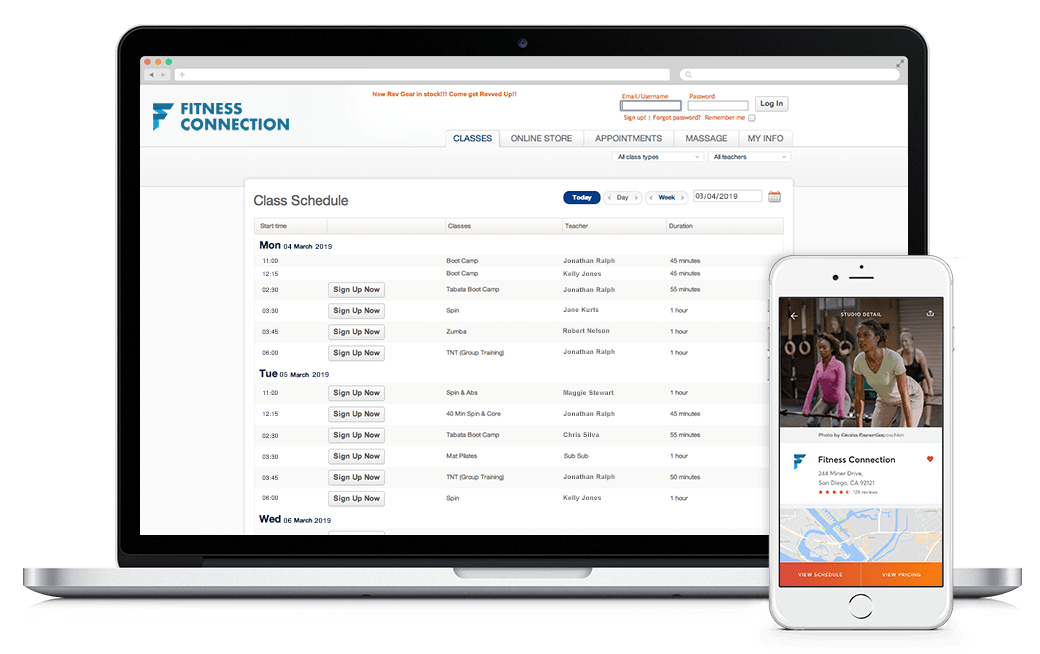 New Rev Gear in stock!!! Come get Revved Up!!
Email/Username Password
FITNESS
CONNECTION
Log In
Sign up! | Forgot password? Remember me
CLASSES ONLINE STORE APPOINTMENTS MASSAGE MY INFO
All class types All teachers
Class Schedule Today Day Week 03/04/2019
Start time Classes Teacher Duration
Mon 04 March 2019
11:00 Boot Camp Jonathan Ralph 45 minutes
12:15 Boot Camp Kelly Jones 45 minutes
02:30 Sign Up Now Tabata Boot Camp Jonathan Ralph 55 minutes
03:30 Sign Up Now Spin Jane Kurts 1 hour
03:45 Sign Up Now Zumba Robert Nelson 1 hour
06:00 Sign Up Now TNT (Group Training) Jonathan Ralph 1 hour
Tue 05 March 2019
11:00 Sign Up Now Spin & Abs Maggie Stewart 1 hour
12:15 Sign Up Now 40 Min Spin & Core Jonathan Ralph 45 minutes
02:30 Sign Up Now Tabata Boot Camp Chris Silva 55 minutes
03:30 Sign Up Now Mat Pilates Sub Sub 1 hour
03:45 Sign Up Now TNT (Group Training) Jonathan Ralph 50 minutes
06:00 Sign Up Now Spin Kelly Jones 1 hour
Wed 06 March 2019
STUDIO DETAIL
Photo by
Fitness Connection
244 Miner Drive,
San Diego, CA 92121
128 reviews
VIEW SCHEDULE VIEW PRICING